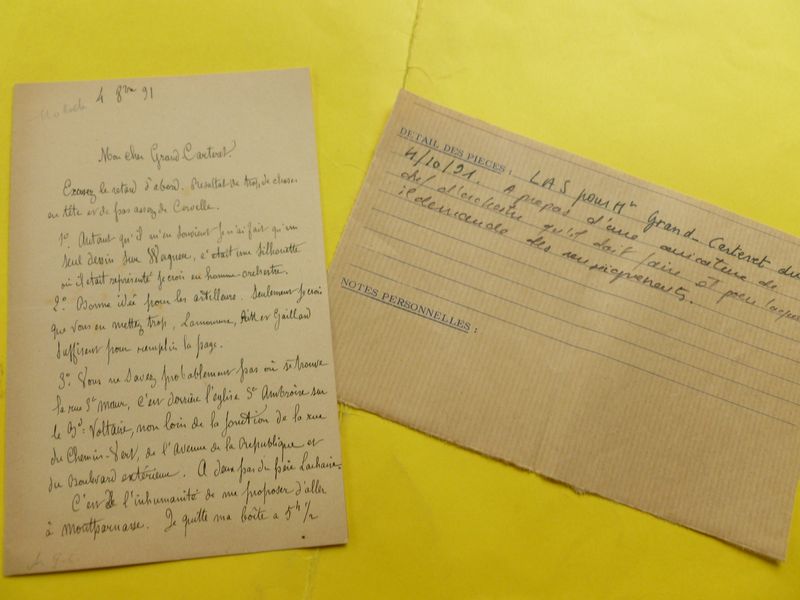 4 8bre 91
Mon cher Grand Carteret.
Excusez le retard d'abord. Résultat de trop de choses
en tête et de pas assez de Cervelle.
1o. Autant qu'il m'en souvient je n'ai fait qu'un
seul dessin sur Wagner, c'était une silhouette
où il était représenté je crois en homme orchestre.
2o. Bonne idée pour les artilleurs. Seulement je crois
que vous en mettez trop, Lamoureux, et Gaillard
suffisent pour remplir la page.
3o. Vous ne savez probablement pas où se trouve
la rue St Maur, c'est derrière l'église St Ambroise sur
le Bd Voltaire, non loin de la jonction de la rue
du Chemin-Vert, de l'Avenue de la République et
du Boulevard extérieur. A deux pas du père Lachaise.
C'est de l'inhumanité de me proposer d'aller
à Montparnasse. Je quitte ma boîte a 5h 1/2
DETAIL DES PIECES : LAS pour Mr Grand-Carteret du
4/10/91. A propos d'une caricature de
chef d'orchestre qu'il doit faire et pour laquelle
il demande des renseignements.
NOTES PERSONNELLES :